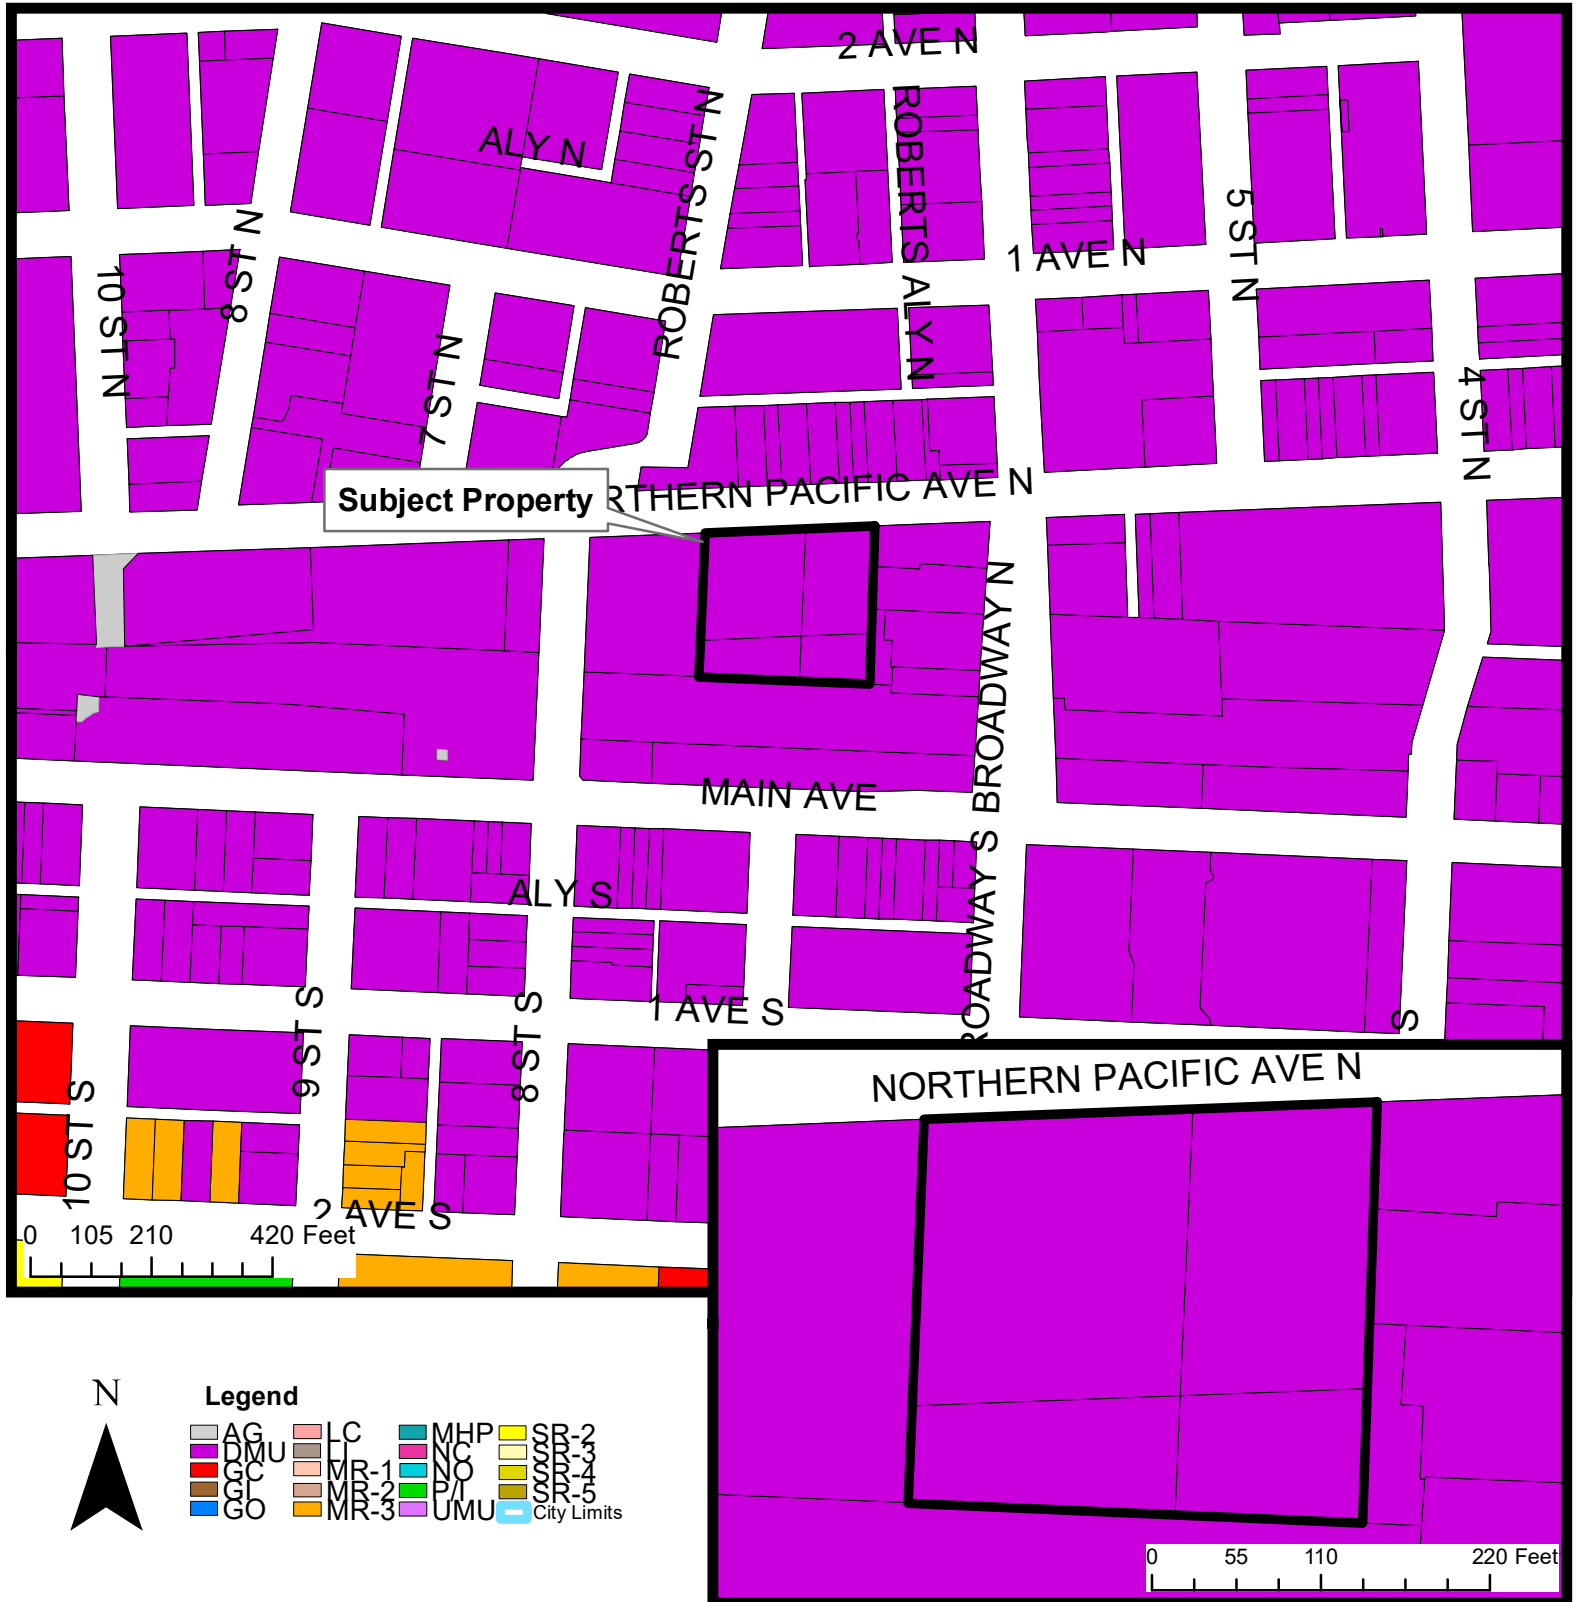 2 AVE N
ALY N
ROBERTS ST N
ROBERTS ALY N
5 ST N
1 AVE N
10 ST N
8 ST N
7 ST N
4 ST N
Subject Property
RTHERN PACIFIC AVE N
BROADWAY N
MAIN AVE
ALY S
ROADWAY S
1 AVE S
9 ST S
8 ST S
S
10 ST S
2 AVE S
0 105 210 420 Feet
NORTHERN PACIFIC AVE N
0 55 110 220 Feet
N
Legend
AG
DMU
GC
GI
GO
LC
LI
MR-1
MR-2
MR-3
MHP
NC
NO
P/I
UMU
SR-2
SR-3
SR-4
SR-5
City Limits